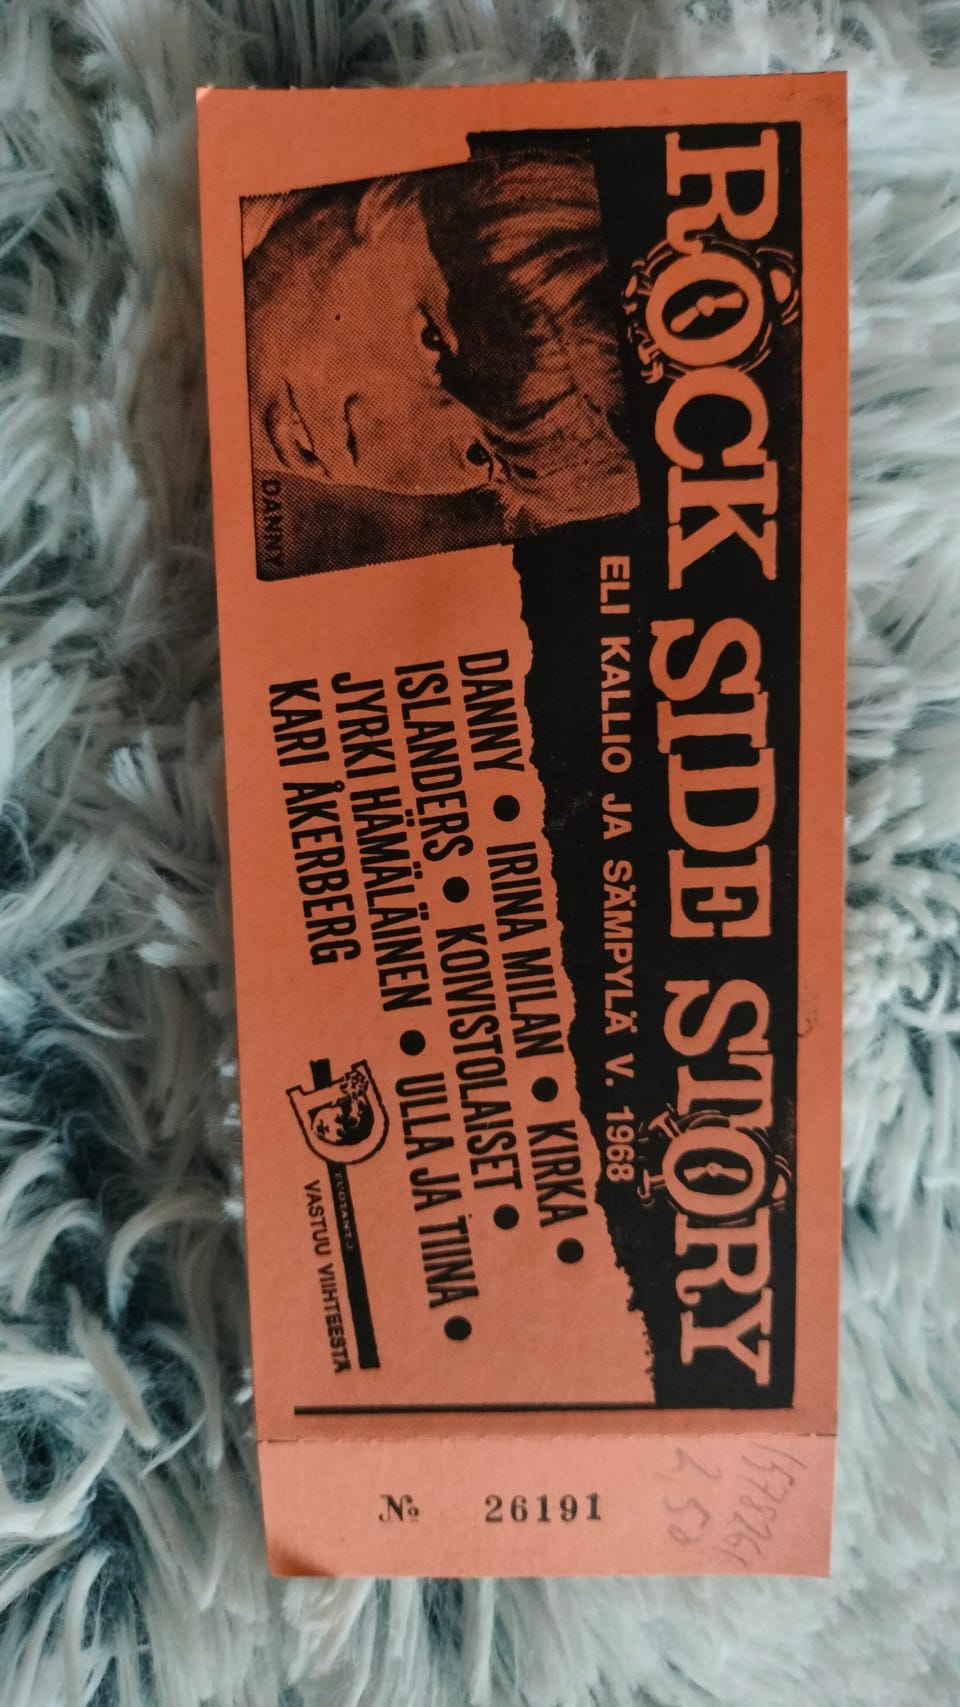 ROCK SIDE STORY
ELI KALLIO JA SÄMPYLÄ V. 1968
DANNY
DANNY ● IRINA MILAN ● KIRKA ●
ISLANDERS ● KOIVISTOLAISET ●
JYRKI HÄMÄLÄINEN ● ULLA JA TIINA ●
KARI ÅKERBERG
D TUOTANTO
VASTUU VIIHTEESTÄ
№ 26191